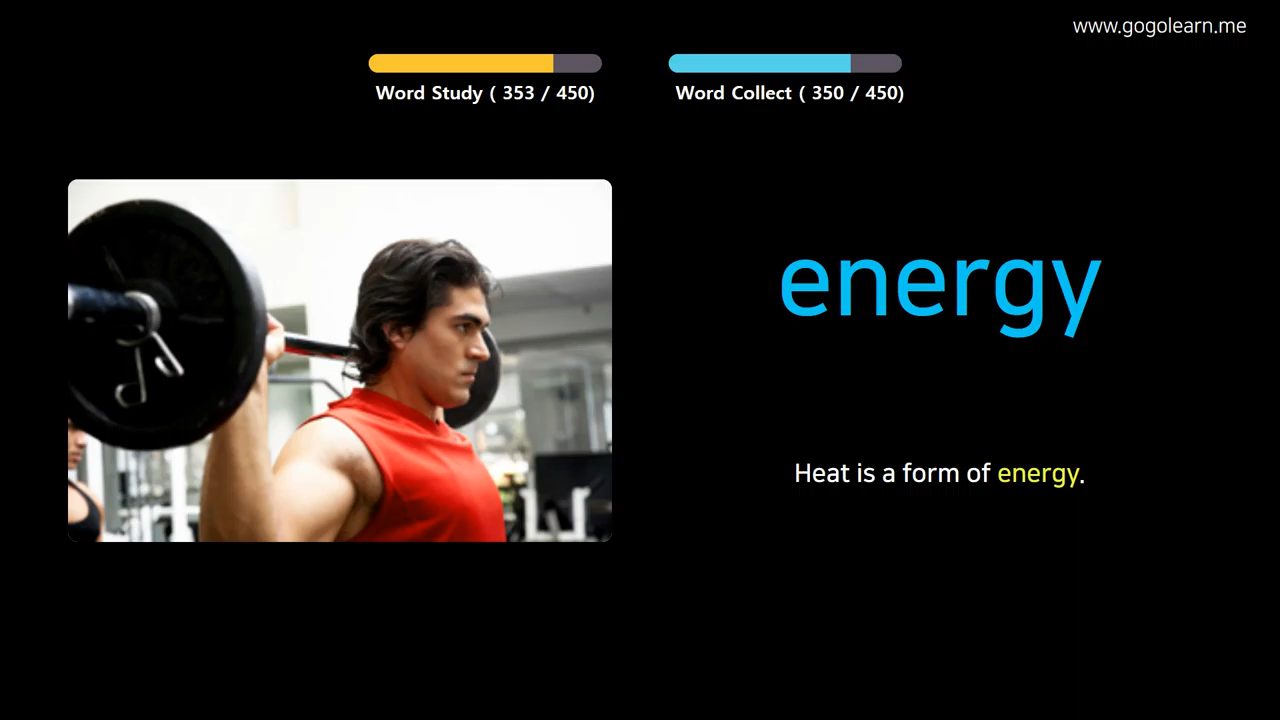 www.gogolearn.me
Word Study ( 353 / 450)
Word Collect ( 350 / 450)
energy
Heat is a form of energy.